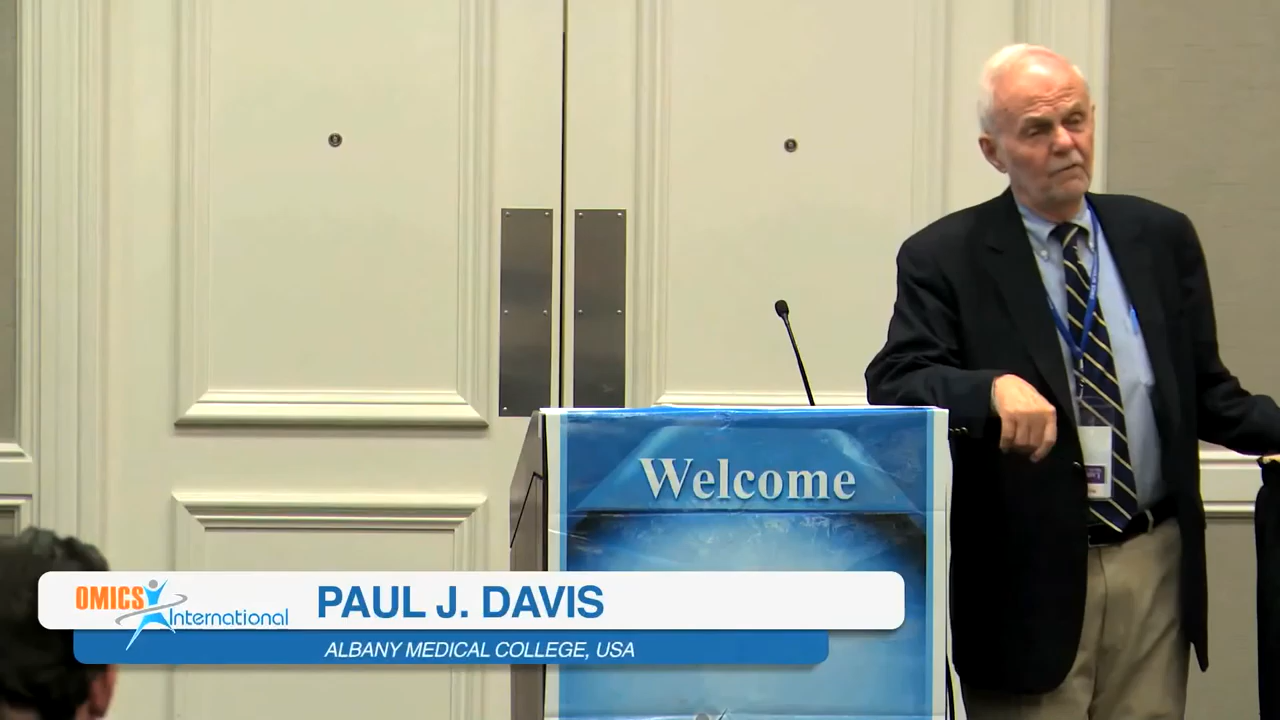 Welcome
OMICS
International
PAUL J. DAVIS
ALBANY MEDICAL COLLEGE, USA